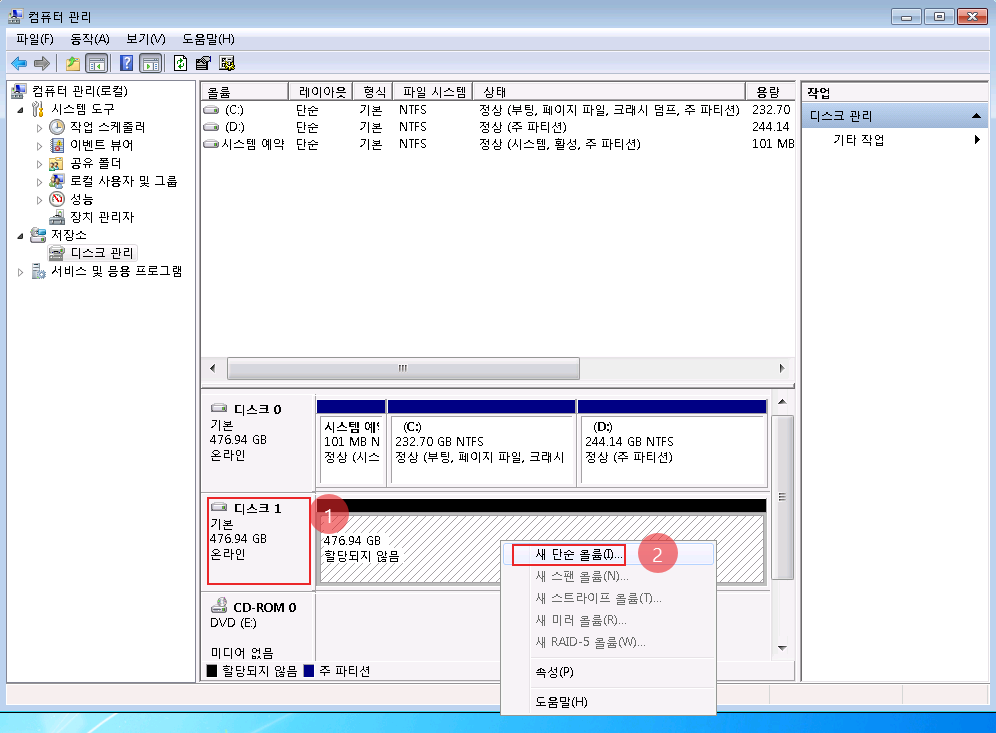 컴퓨터 관리
파일(F) 동작(A) 보기(V) 도움말(H)
컴퓨터 관리(로컬)
시스템 도구
작업 스케줄러
이벤트 뷰어
공유 폴더
로컬 사용자 및 그룹
성능
장치 관리자
저장소
디스크 관리
서비스 및 응용 프로그램
볼륨 레이아웃 형식 파일 시스템 상태 용량
(C:) 단순 기본 NTFS 정상 (부팅, 페이지 파일, 크래시 덤프, 주 파티션) 232.70
(D:) 단순 기본 NTFS 정상 (주 파티션) 244.14
시스템 예약 단순 기본 NTFS 정상 (시스템, 활성, 주 파티션) 101 MB
작업
디스크 관리
기타 작업
디스크 0
기본
476.94 GB
온라인
시스템 예약
101 MB N
정상 (시스
(C:)
232.70 GB NTFS
정상 (부팅, 페이지 파일, 크래시
(D:)
244.14 GB NTFS
정상 (주 파티션)
디스크 1
기본
476.94 GB
온라인
1
476.94 GB
할당되지 않음
CD-ROM 0
DVD (E:)
미디어 없음
할당되지 않음 주 파티션
새 단순 볼륨(I)...
2
새 스팬 볼륨(N)...
새 스트라이프 볼륨(T)...
새 미러 볼륨(R)...
새 RAID-5 볼륨(W)...
속성(P)
도움말(H)